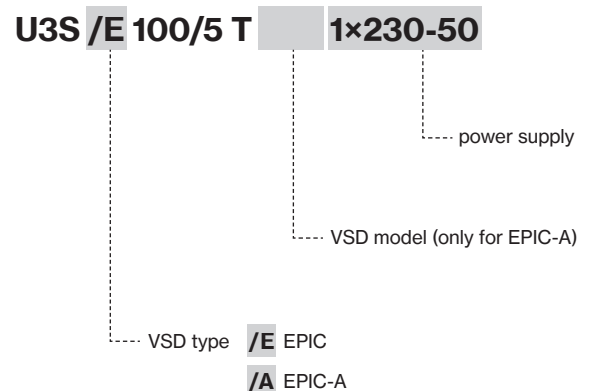 U3S /E 100/5 T 1×230-50
power supply
VSD model (only for EPIC-A)
VSD type /E EPIC
/A EPIC-A